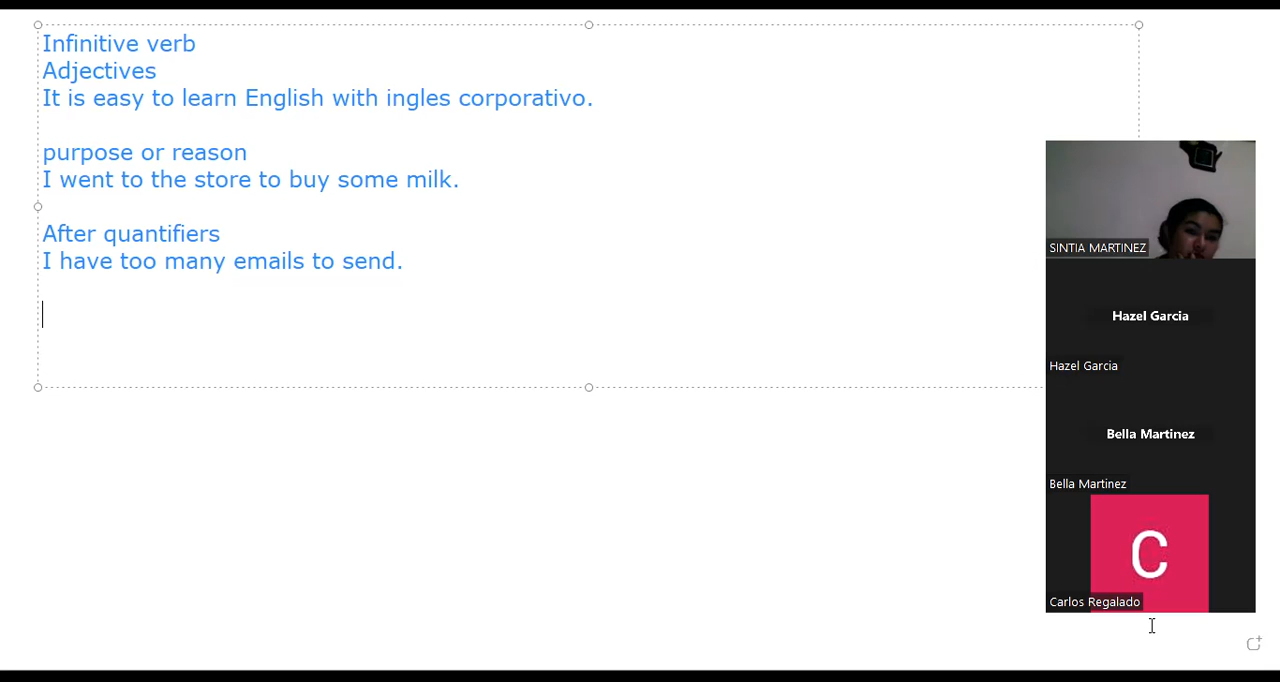 Infinitive verb
Adjectives
It is easy to learn English with ingles corporativo.
purpose or reason
I went to the store to buy some milk.
After quantifiers
I have too many emails to send.
SINTIA MARTINEZ
Hazel Garcia
Hazel Garcia
Bella Martinez
Bella Martinez
C
Carlos Regalado